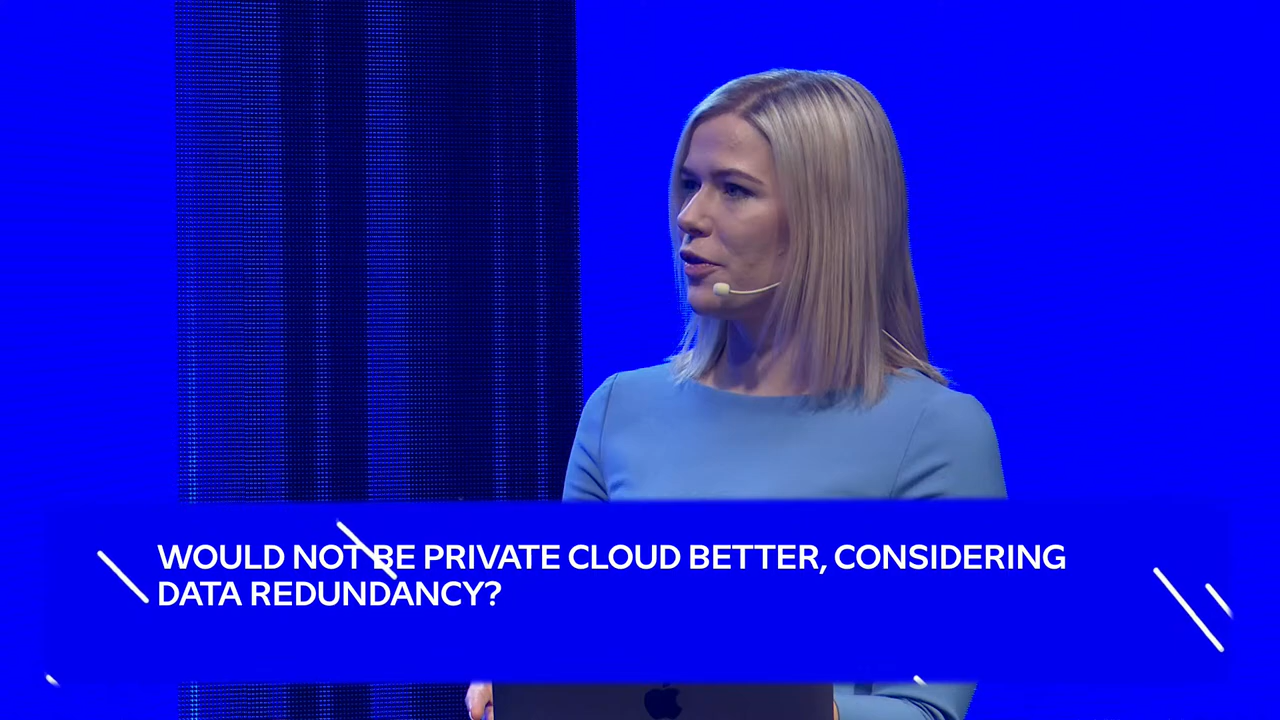 WOULD NOT BE PRIVATE CLOUD BETTER, CONSIDERING
DATA REDUNDANCY?